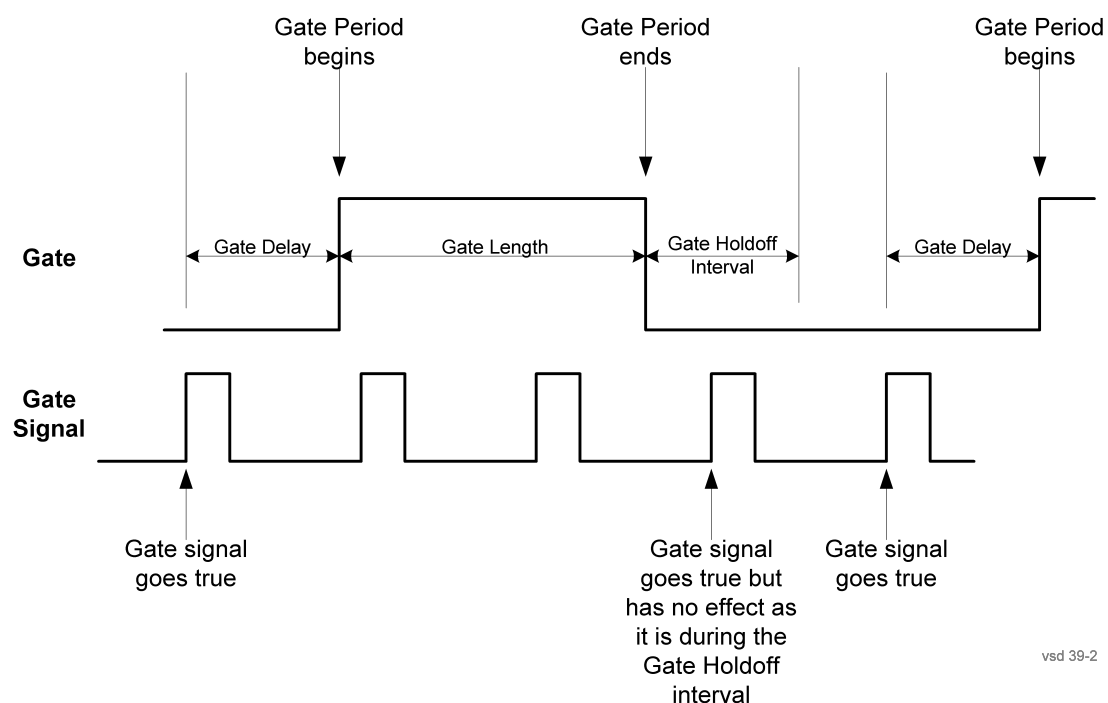 Gate Period
begins
Gate Period
ends
Gate Period
begins
Gate
Gate Delay
Gate Length
Gate Holdoff
Interval
Gate Delay
Gate
Signal
Gate signal
goes true
Gate signal
goes true but
has no effect as
it is during the
Gate Holdoff
interval
Gate signal
goes true
vsd 39-2